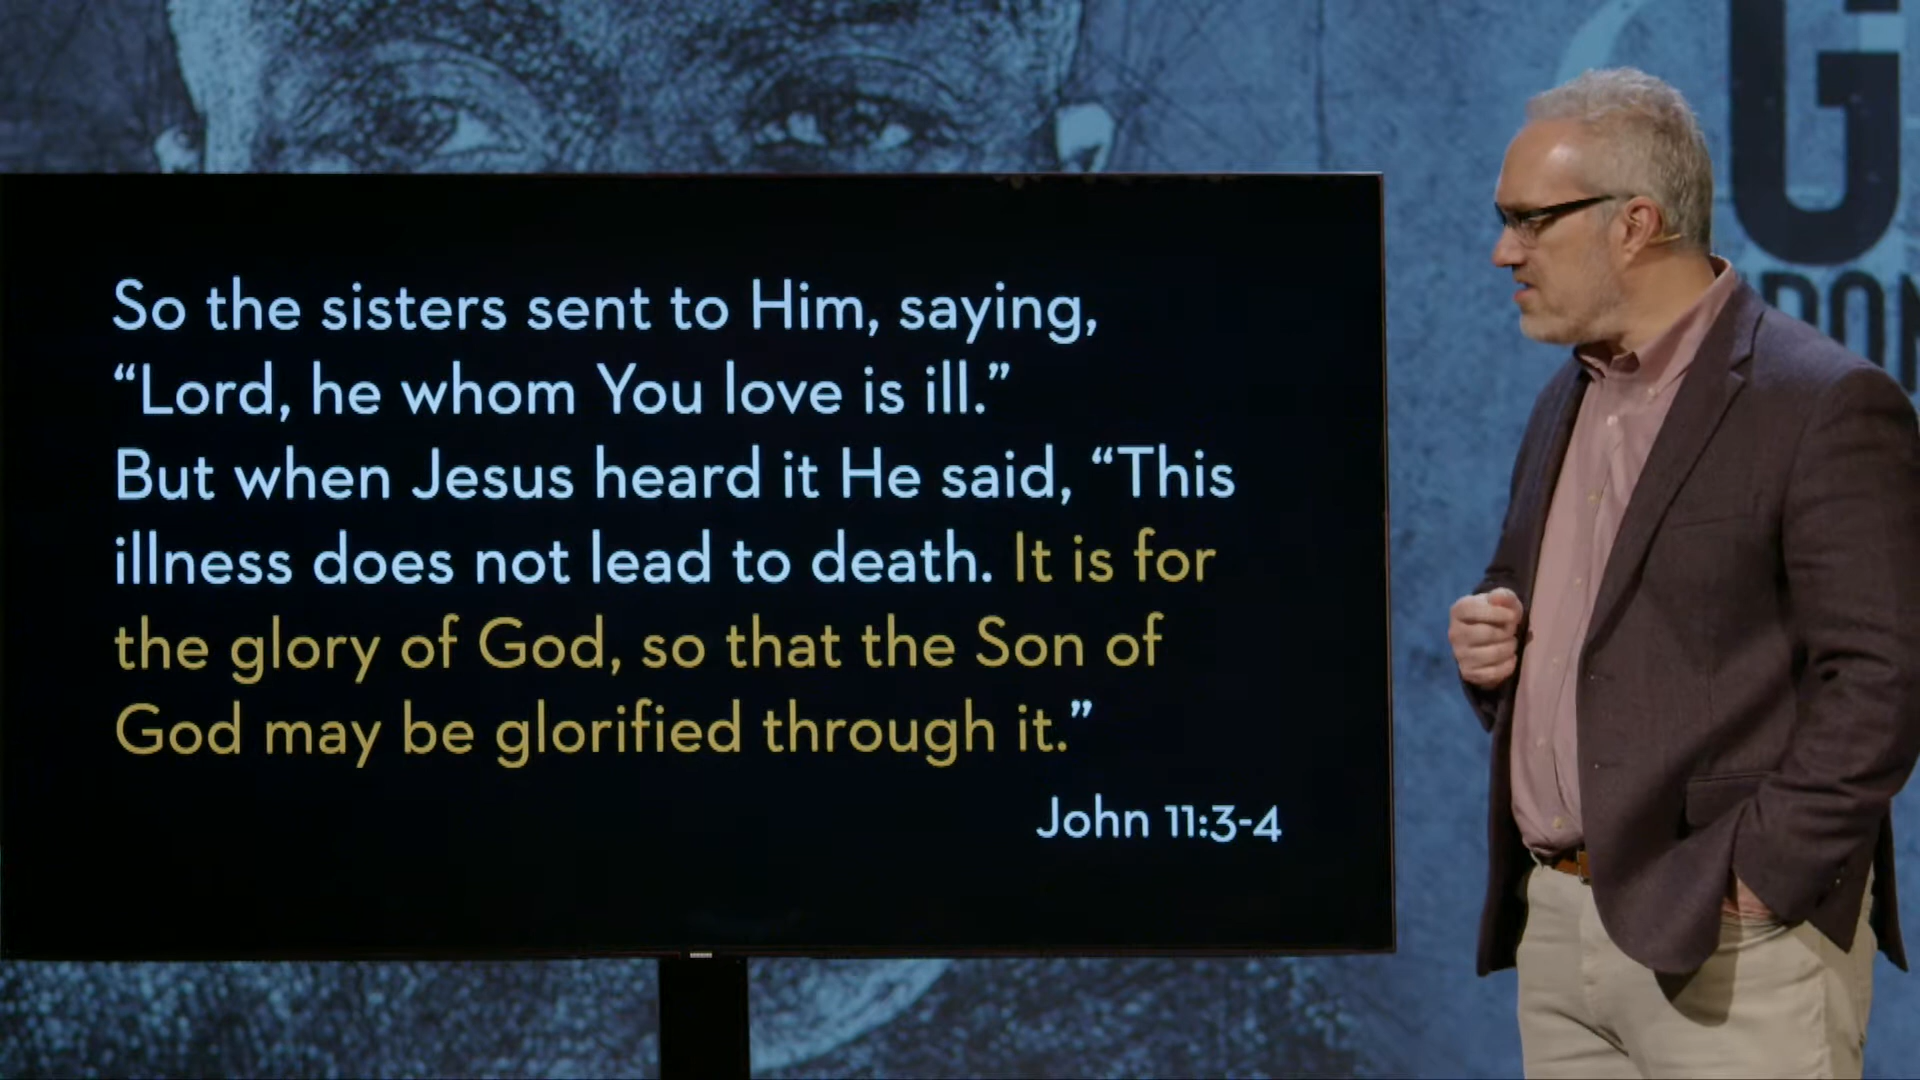 So the sisters sent to Him, saying,
“Lord, he whom You love is ill.”
But when Jesus heard it He said, “This
illness does not lead to death. It is for
the glory of God, so that the Son of
God may be glorified through it.”
John 11:3-4